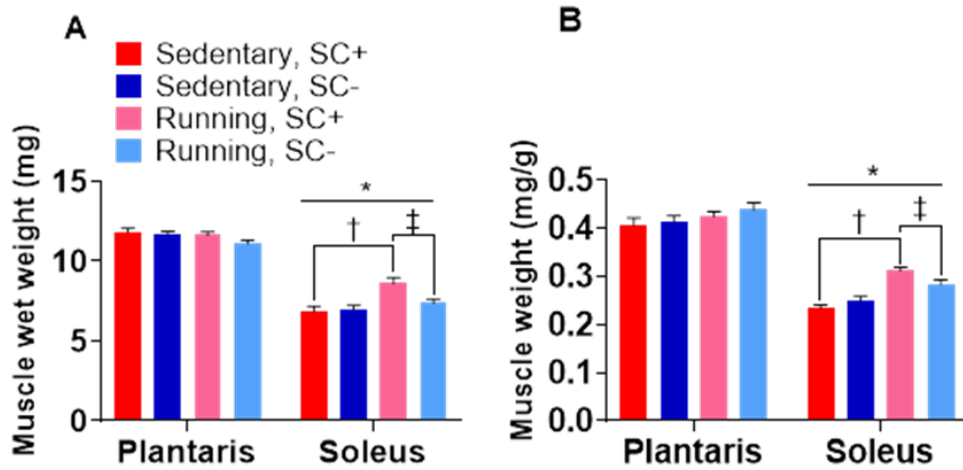 A
Sedentary, SC+
Sedentary, SC-
Running, SC+
Running, SC-
Muscle wet weight (mg)
15
10
5
0
*
†
‡
Plantaris
Soleus
B
Muscle weight (mg/g)
0.5
0.4
0.3
0.2
0.1
0.0
*
†
‡
Plantaris
Soleus